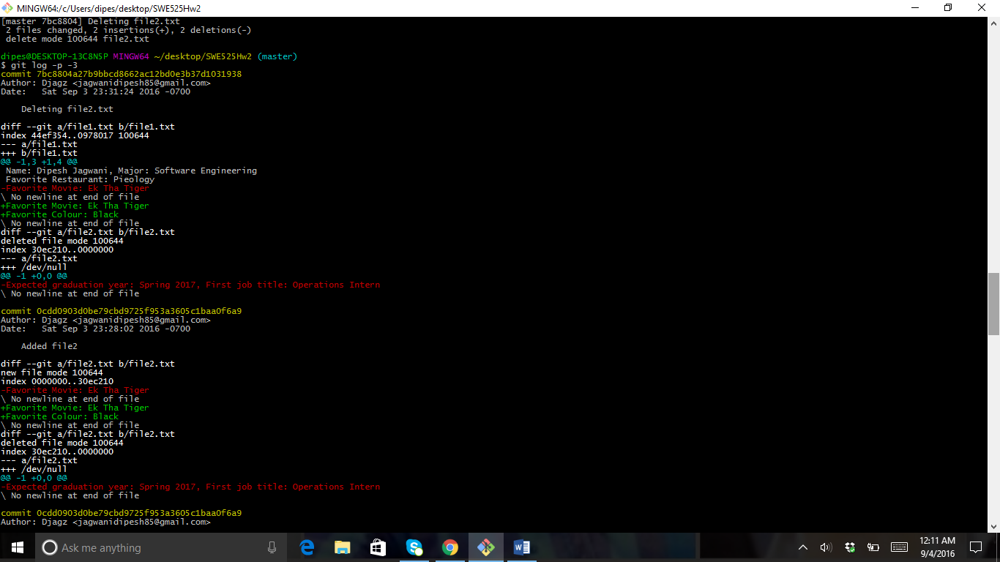 MINGW64:/c/Users/dipes/desktop/SWE525Hw2
[master 7bc8804] Deleting file2.txt
 2 files changed, 2 insertions(+), 2 deletions(-)
 delete mode 100644 file2.txt
dipes@DESKTOP-13C8N5P MINGW64 ~/desktop/SWE525Hw2 (master)
$ git log -p -3
commit 7bc8804a27b9bbcd8662ac12bd0e3b37d1031938
Author: Djagz <jagwanidipesh85@gmail.com>
Date:   Sat Sep 3 23:31:24 2016 -0700
    Deleting file2.txt
diff --git a/file1.txt b/file1.txt
index 44ef354..0978017 100644
--- a/file1.txt
+++ b/file1.txt
@@ -1,3 +1,4 @@
 Name: Dipesh Jagwani, Major: Software Engineering
 Favorite Restaurant: Pieology
-Favorite Movie: Ek Tha Tiger
\ No newline at end of file
+Favorite Movie: Ek Tha Tiger
+Favorite Colour: Black
\ No newline at end of file
diff --git a/file2.txt b/file2.txt
deleted file mode 100644
index 30ec210..0000000
--- a/file2.txt
+++ /dev/null
@@ -1 +0,0 @@
-Expected graduation year: Spring 2017, First job title: Operations Intern
\ No newline at end of file
commit 0cdd0903d0be79cbd9725f953a3605c1baa0f6a9
Author: Djagz <jagwanidipesh85@gmail.com>
Date:   Sat Sep 3 23:28:02 2016 -0700
    Added file2
diff --git a/file2.txt b/file2.txt
new file mode 100644
index 0000000..30ec210
-Favorite Movie: Ek Tha Tiger
\ No newline at end of file
+Favorite Movie: Ek Tha Tiger
+Favorite Colour: Black
\ No newline at end of file
diff --git a/file2.txt b/file2.txt
deleted file mode 100644
index 30ec210..0000000
--- a/file2.txt
+++ /dev/null
@@ -1 +0,0 @@
-Expected graduation year: Spring 2017, First job title: Operations Intern
\ No newline at end of file
commit 0cdd0903d0be79cbd9725f953a3605c1baa0f6a9
Author: Djagz <jagwanidipesh85@gmail.com>
Ask me anything
12:11 AM
9/4/2016